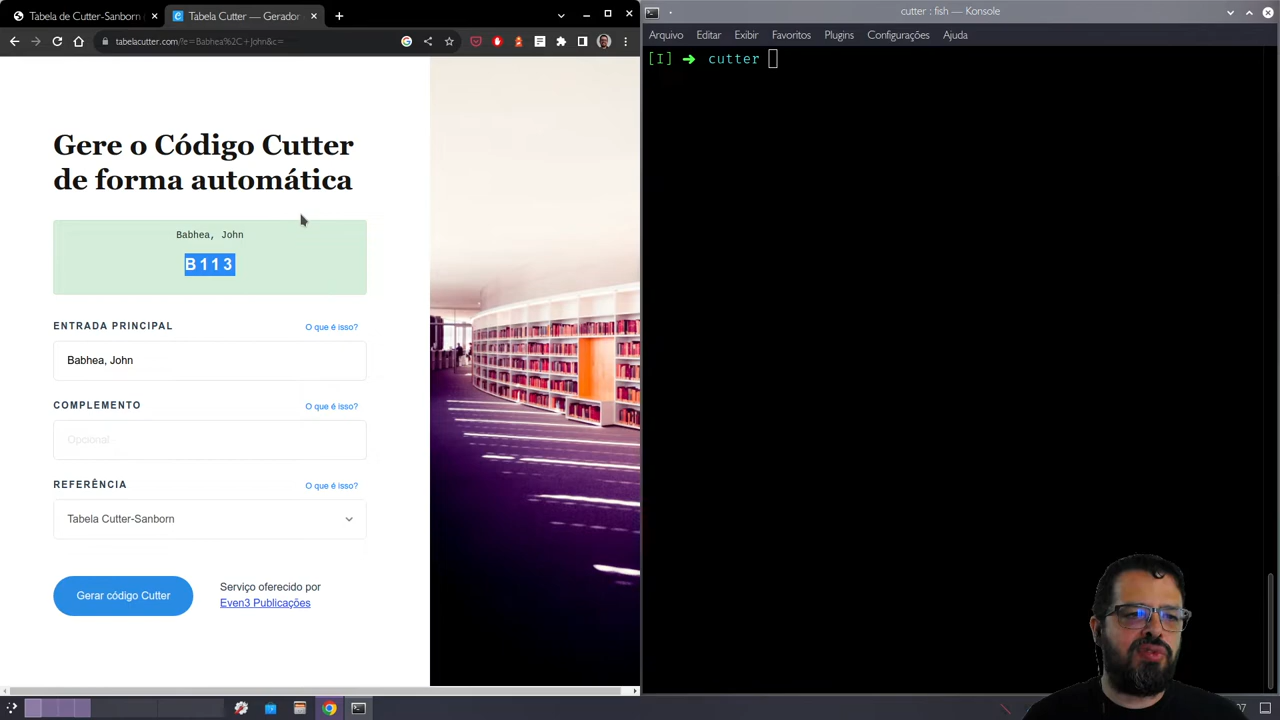 Tabela de Cutter-Sanborn
Tabela Cutter — Gerador
tabelacutter.com/?e=Babhea%2C+John&c=
Gere o Código Cutter
de forma automática
Babhea, John
B113
ENTRADA PRINCIPAL
O que é isso?
Babhea, John
COMPLEMENTO
O que é isso?
Opcional
REFERÊNCIA
O que é isso?
Tabela Cutter-Sanborn
Gerar código Cutter
Serviço oferecido por
Even3 Publicações
cutter : fish — Konsole
Arquivo Editar Exibir Favoritos Plugins Configurações Ajuda
[I] ➜ cutter
07